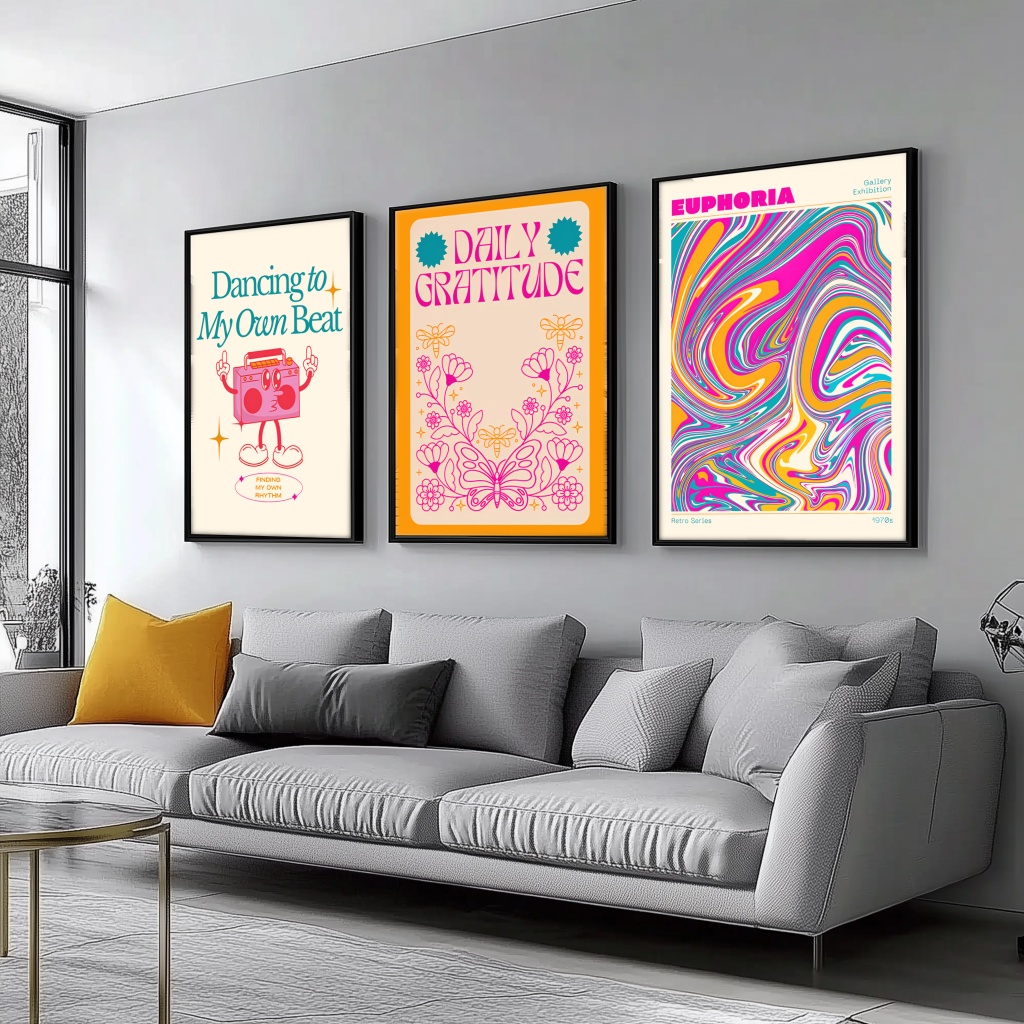 Dancing to
My Own Beat
FINDING
MY OWN
RHYTHM
DAILY
GRATITUDE
EUPHORIA
Gallery
Exhibition
Retro Series
1970s